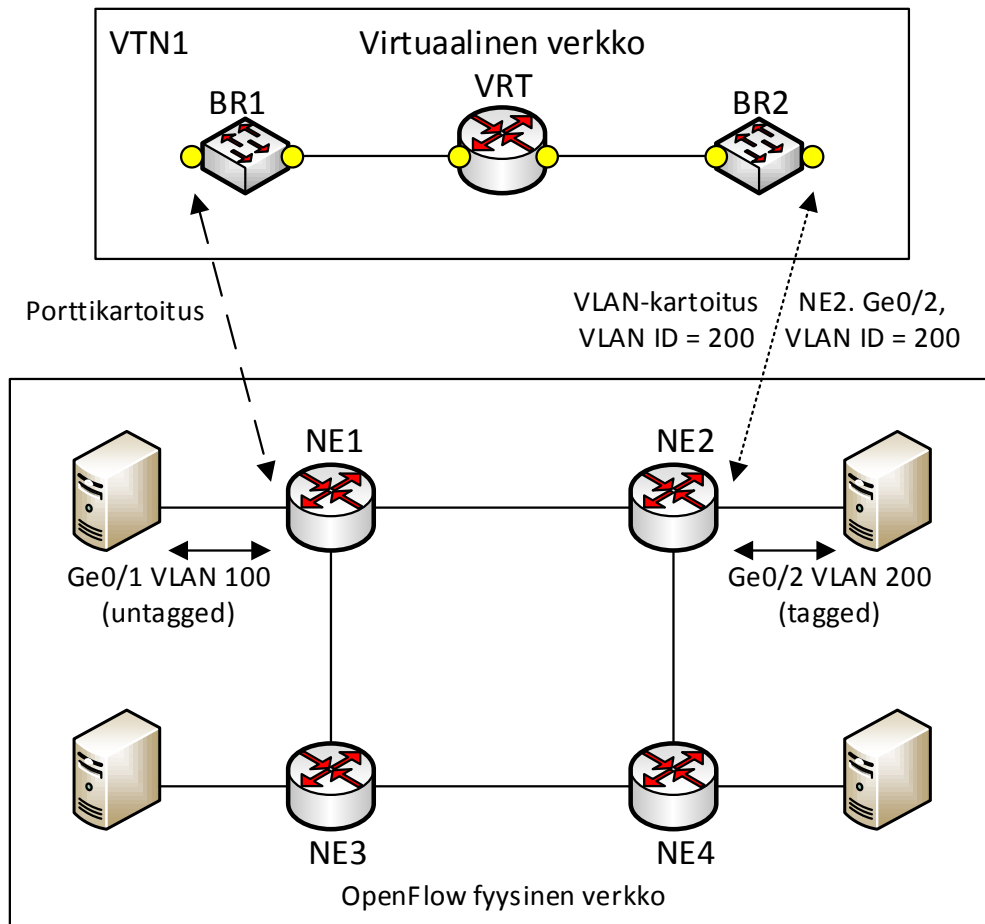 VTN1
Virtuaalinen verkko
BR1
VRT
BR2
Porttikartoitus
VLAN-kartoitus
VLAN ID = 200
NE2. Ge0/2,
VLAN ID = 200
NE1
NE2
Ge0/1 VLAN 100
(untagged)
Ge0/2 VLAN 200
(tagged)
NE3
NE4
OpenFlow fyysinen verkko